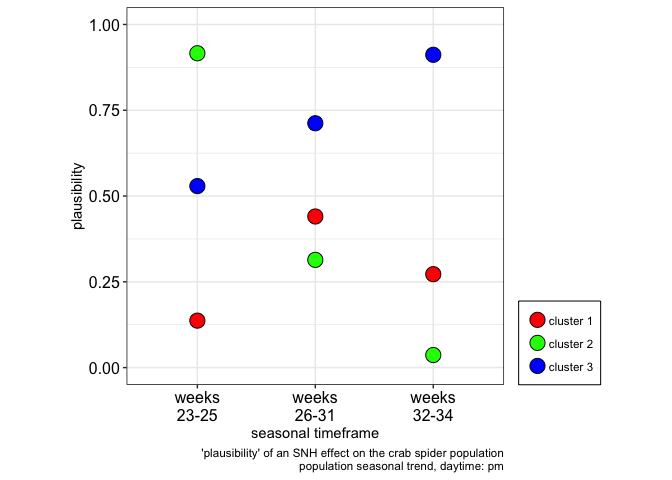 1.00
0.75
0.50
0.25
0.00
plausibility
weeks
23-25
weeks
26-31
weeks
32-34
seasonal timeframe
'plausibility' of an SNH effect on the crab spider population
population seasonal trend, daytime: pm
cluster 1
cluster 2
cluster 3